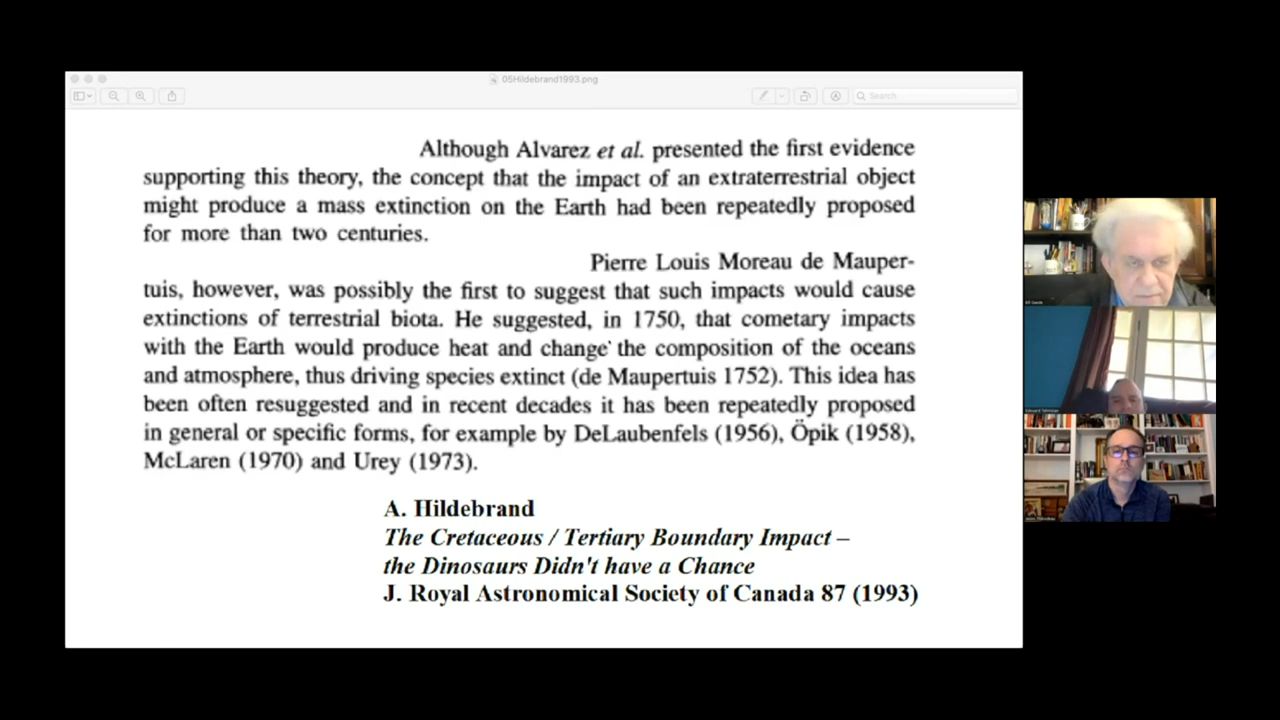 05Hildebrand1993.png
Search
Although Alvarez et al. presented the first evidence
supporting this theory, the concept that the impact of an extraterrestrial object
might produce a mass extinction on the Earth had been repeatedly proposed
for more than two centuries.
Pierre Louis Moreau de Mauper-
tuis, however, was possibly the first to suggest that such impacts would cause
extinctions of terrestrial biota. He suggested, in 1750, that cometary impacts
with the Earth would produce heat and change the composition of the oceans
and atmosphere, thus driving species extinct (de Maupertuis 1752). This idea has
been often resuggested and in recent decades it has been repeatedly proposed
in general or specific forms, for example by DeLaubenfels (1956), Öpik (1958),
McLaren (1970) and Urey (1973).
A. Hildebrand
The Cretaceous / Tertiary Boundary Impact –
the Dinosaurs Didn't have a Chance
J. Royal Astronomical Society of Canada 87 (1993)